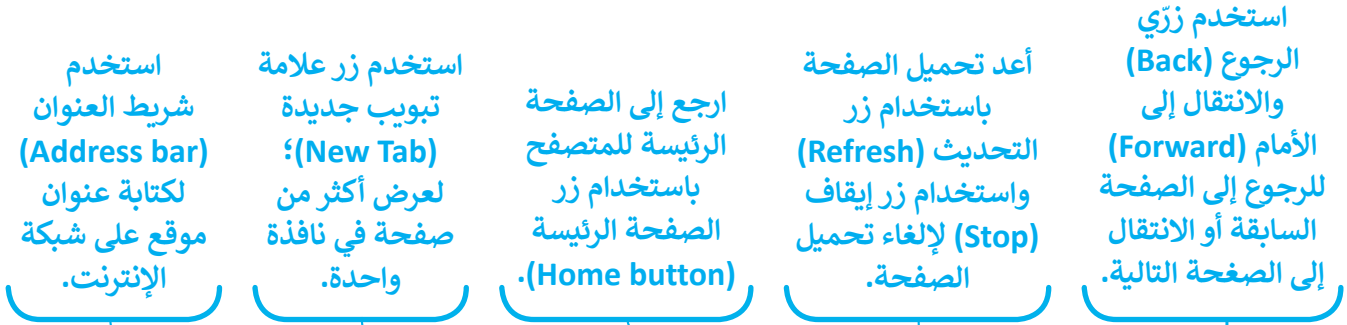 استخدم زرّي
الرجوع (Back)
والانتقال إلى
الأمام (Forward)
للرجوع إلى الصفحة
السابقة أو الانتقال
إلى الصغحة التالية.
أعد تحميل الصفحة
باستخدام زر
التحديث (Refresh)
واستخدام زر إيقاف
(Stop) لإلغاء تحميل
الصفحة.
ارجع إلى الصفحة
الرئيسة للمتصفح
باستخدام زر
الصفحة الرئيسة
(Home button).
استخدم زر علامة
تبويب جديدة
(New Tab)؛
لعرض أكثر من
صفحة في نافذة
واحدة.
استخدم
شريط العنوان
(Address bar)
لكتابة عنوان
موقع على شبكة
الإنترنت.